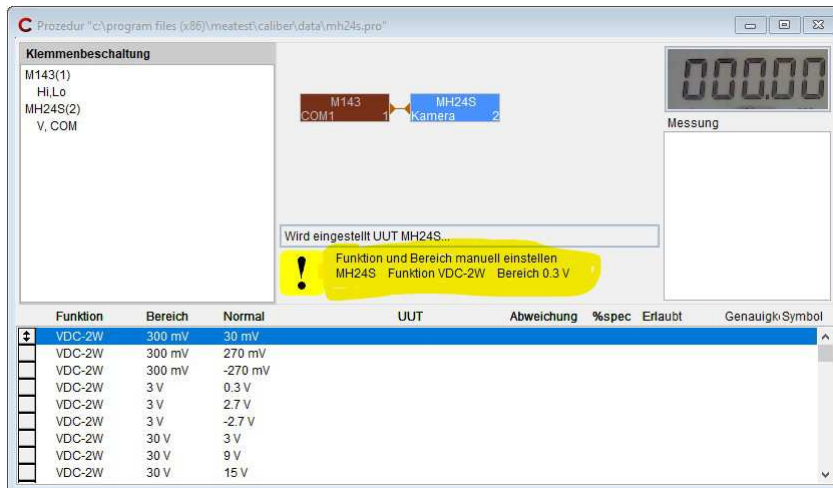 Prozedur "c:\program files (x86)\meatest\caliber\data\mh24s.pro"
Klemmenbeschaltung
M143(1)
Hi,Lo
MH24S(2)
V, COM
M143
COM1 1
MH24S
Kamera 2
000.00
Messung
Wird eingestellt UUT MH24S...
! Funktion und Bereich manuell einstellen
MH24S Funktion VDC-2W Bereich 0.3 V
Funktion Bereich Normal UUT Abweichung %spec Erlaubt Genauigk Symbol
VDC-2W 300 mV 30 mV
VDC-2W 300 mV 270 mV
VDC-2W 300 mV -270 mV
VDC-2W 3 V 0.3 V
VDC-2W 3 V 2.7 V
VDC-2W 3 V -2.7 V
VDC-2W 30 V 3 V
VDC-2W 30 V 9 V
VDC-2W 30 V 15 V